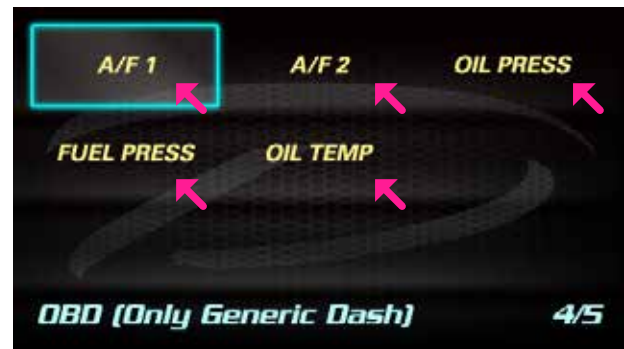 A/F 1 A/F 2 OIL PRESS
FUEL PRESS OIL TEMP
OBD (Only Generic Dash) 4/5